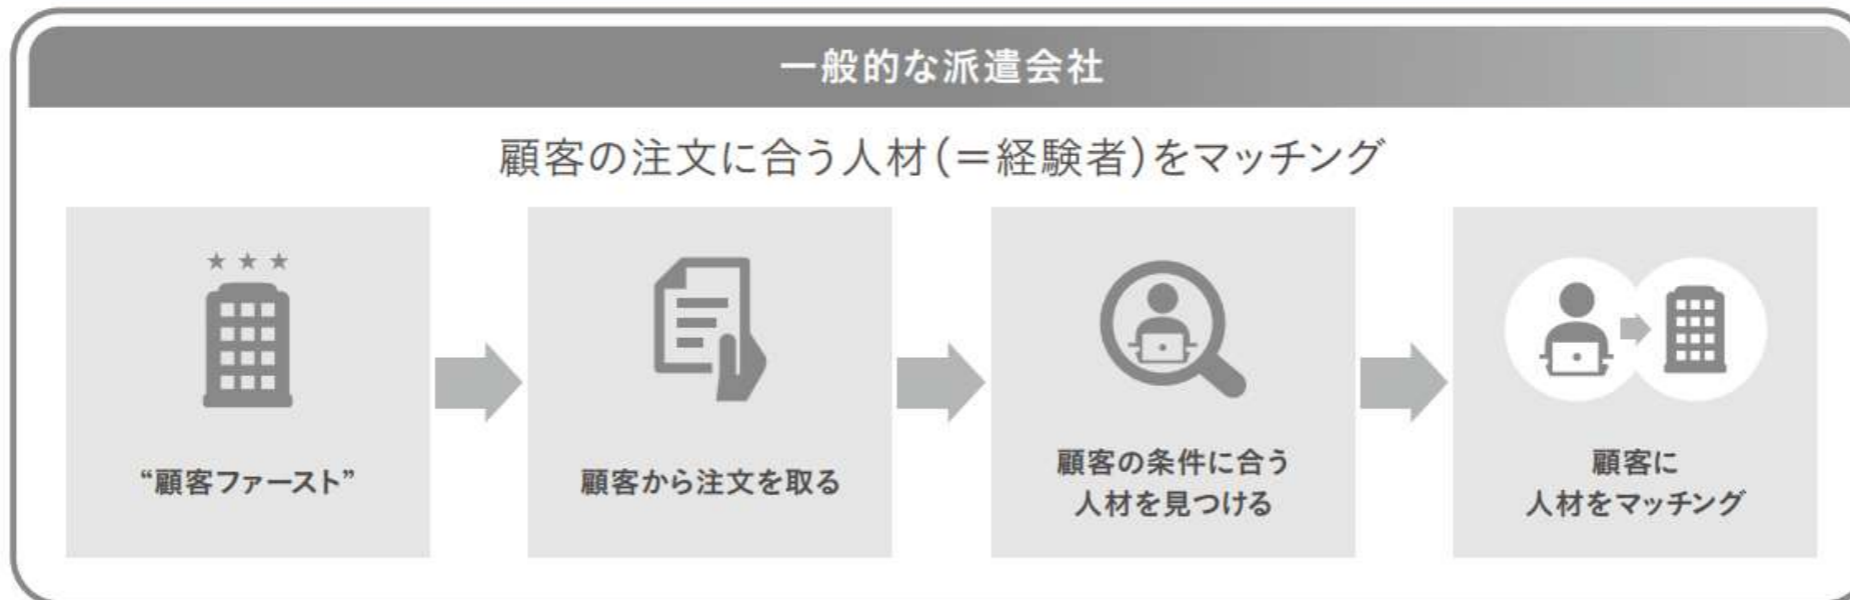 一般的な派遣会社
顧客の注文に合う人材(=経験者)をマッチング
“顧客ファースト”
顧客から注文を取る
顧客の条件に合う
人材を見つける
顧客に
人材をマッチング